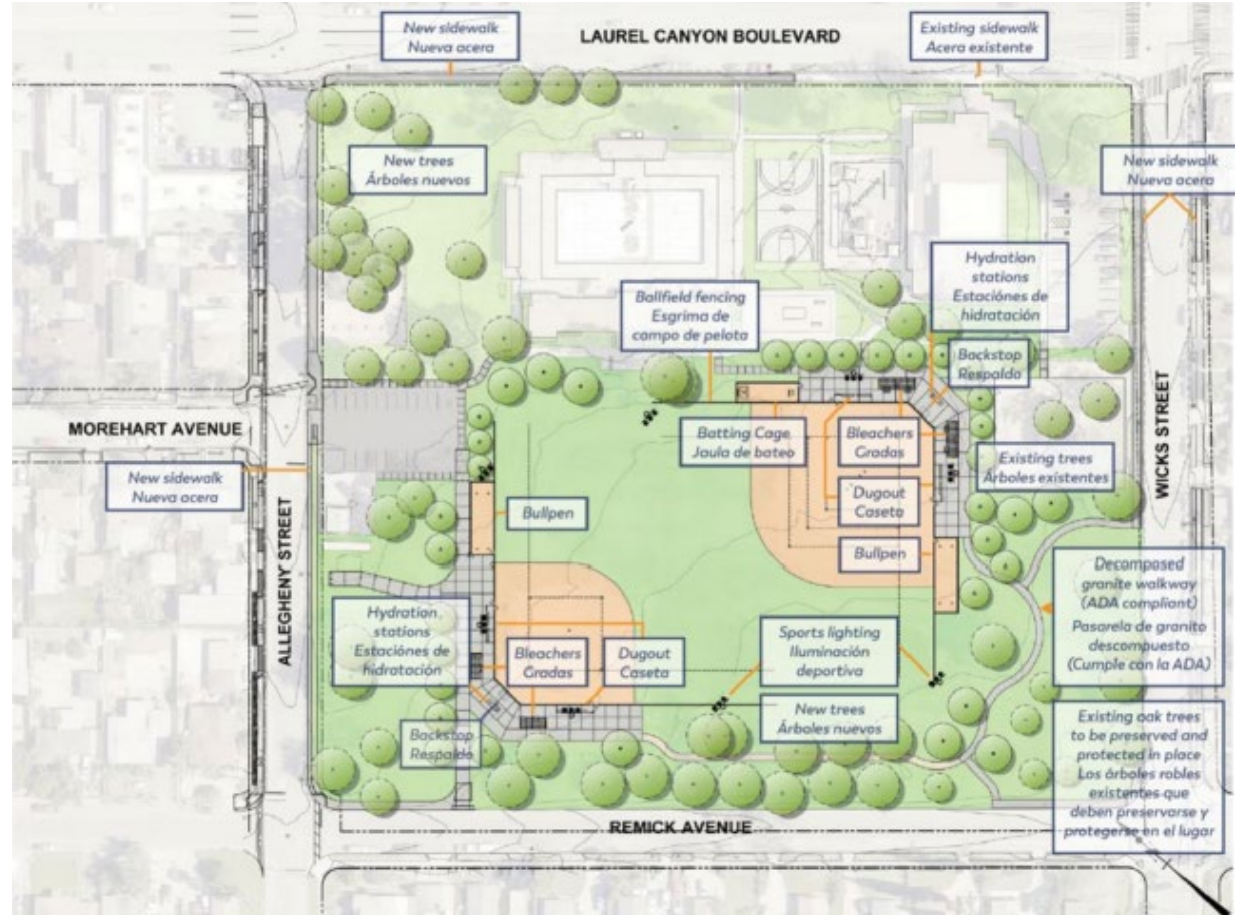 New sidewalk
Nueva acera
LAUREL CANYON BOULEVARD
Existing sidewalk
Acera existente
New trees
Árboles nuevos
New sidewalk
Nueva acera
Hydration
stations
Estaciónes de
hidratación
Ballfield fencing
Esgrima de
campo de pelota
Backstop
Respaldo
MOREHART AVENUE
Batting Cage
Jaula de bateo
Bleachers
Gradas
Existing trees
Árboles existentes
WICKS STREET
New sidewalk
Nueva acera
Dugout
Caseta
Bullpen
Bullpen
ALLEGHENY STREET
Decomposed
granite walkway
(ADA compliant)
Pasarela de granito
descompuesto
(Cumple con la ADA)
Hydration
stations
Estaciónes de
hidratación
Bleachers
Gradas
Dugout
Caseta
Sports lighting
Iluminación
deportiva
New trees
Árboles nuevos
Backstop
Respaldo
Existing oak trees
to be preserved and
protected in place
Los árboles robles
existentes que
deben preservarse y
protegerse en el lugar
REMICK AVENUE